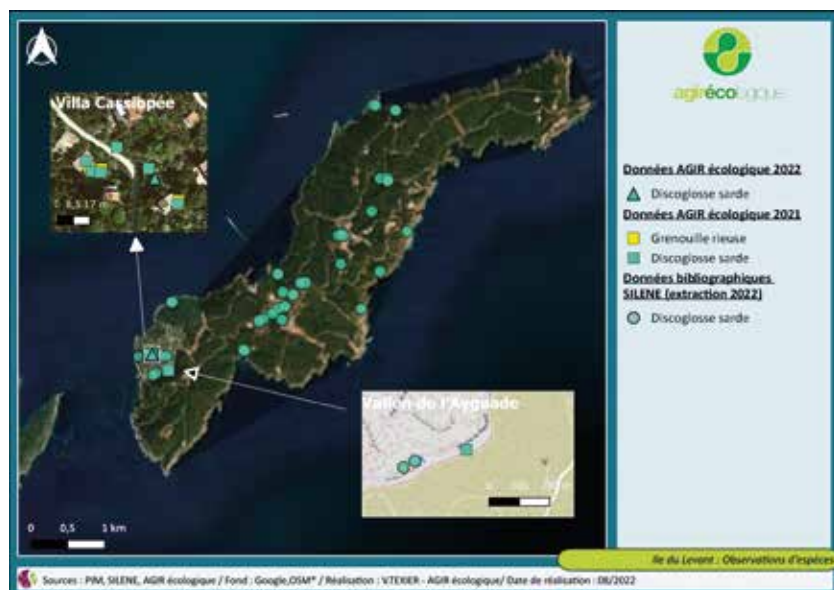 Villa Cassiopée
Vallon de l'Ayguade
0 0,5 1 km
agirécologique
Données AGIR écologique 2022
Discoglosse sarde
Données AGIR écologique 2021
Grenouille rieuse
Discoglosse sarde
Données bibliographiques
SILENE (extraction 2022)
Discoglosse sarde
Ile du Levant : Observations d'espèces
Sources : PIM, SILENE, AGIR écologique / Fond : Google,OSM* / Réalisation : V.TEXIER - AGIR écologique/ Date de réalisation : 08/2022